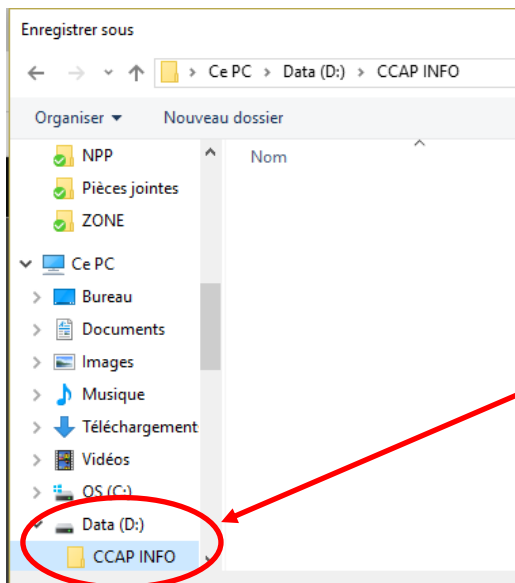 Enregistrer sous
Ce PC > Data (D:) > CCAP INFO
Organiser Nouveau dossier
Nom
NPP
Pièces jointes
ZONE
Ce PC
Bureau
Documents
Images
Musique
Téléchargement
Vidéos
OS (C:)
Data (D:)
CCAP INFO